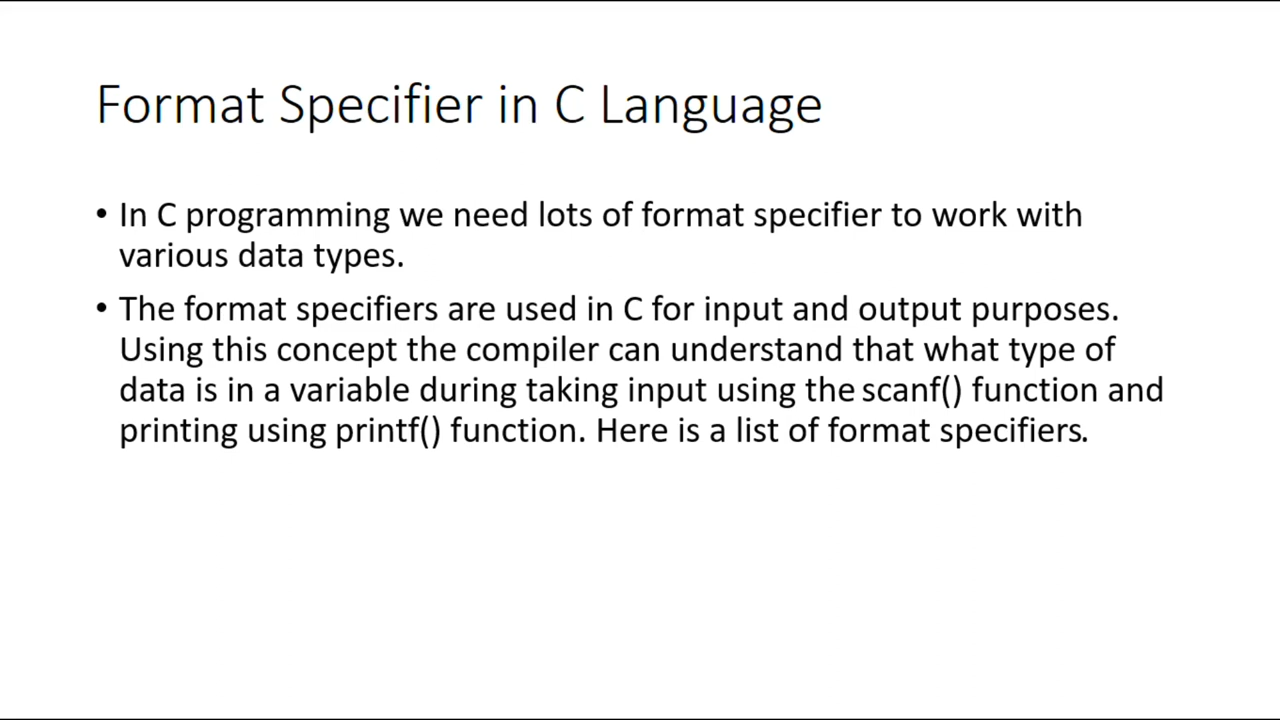 Format Specifier in C Language
• In C programming we need lots of format specifier to work with
various data types.
• The format specifiers are used in C for input and output purposes.
Using this concept the compiler can understand that what type of
data is in a variable during taking input using the scanf() function and
printing using printf() function. Here is a list of format specifiers.